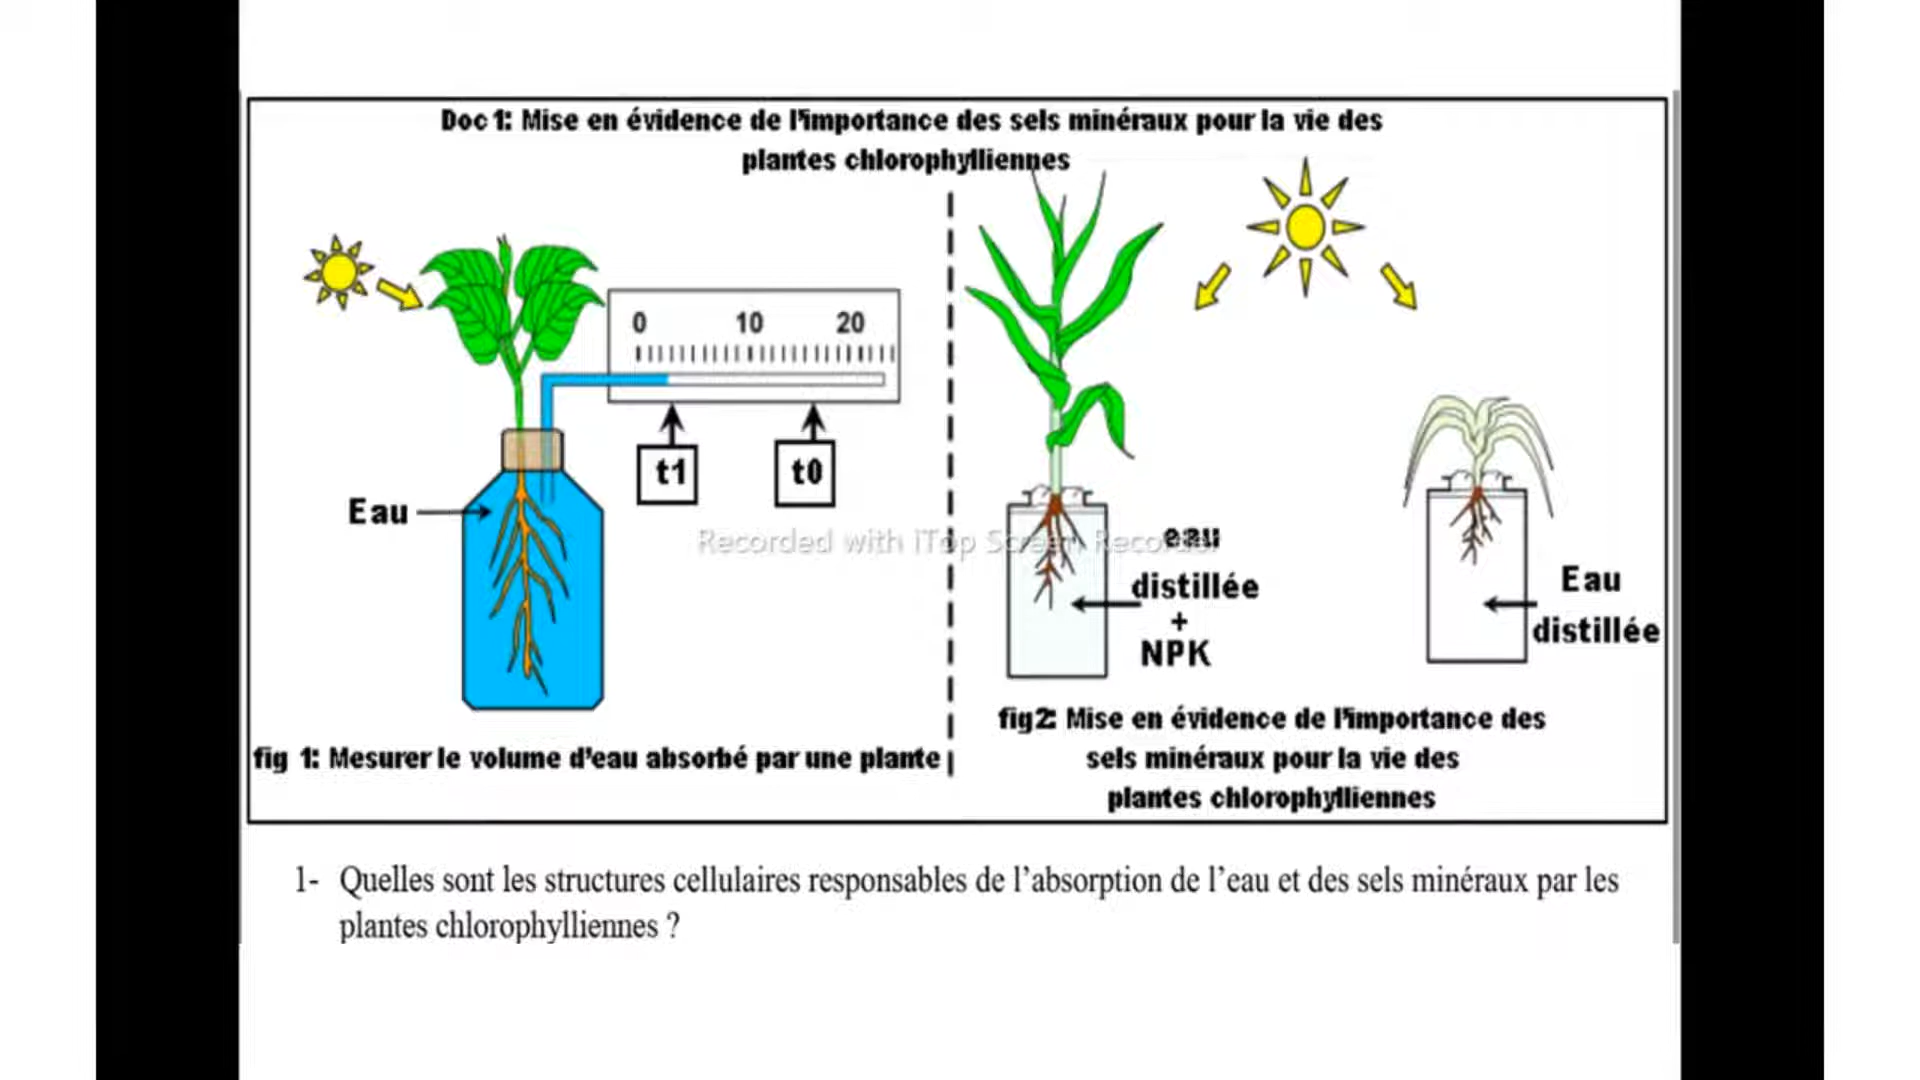 Doc 1: Mise en évidence de l'importance des sels minéraux pour la vie des
plantes chlorophylliennes
0 10 20
t1 t0
Eau
fig 1: Mesurer le volume d'eau absorbé par une plante
Recorded with iTop Screen Recorder
eau
distillée
+
NPK
Eau
distillée
fig2: Mise en évidence de l'importance des
sels minéraux pour la vie des
plantes chlorophylliennes
1- Quelles sont les structures cellulaires responsables de l'absorption de l'eau et des sels minéraux par les
plantes chlorophylliennes ?